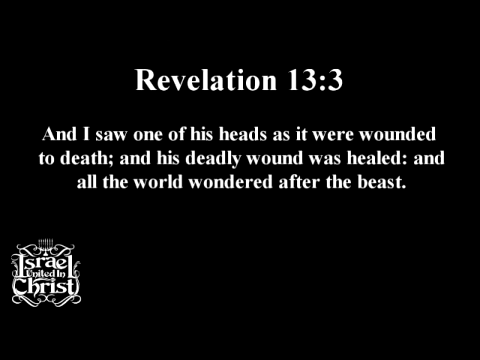 Revelation 13:3
And I saw one of his heads as it were wounded
to death; and his deadly wound was healed: and
all the world wondered after the beast.
Israel
United In
Christ